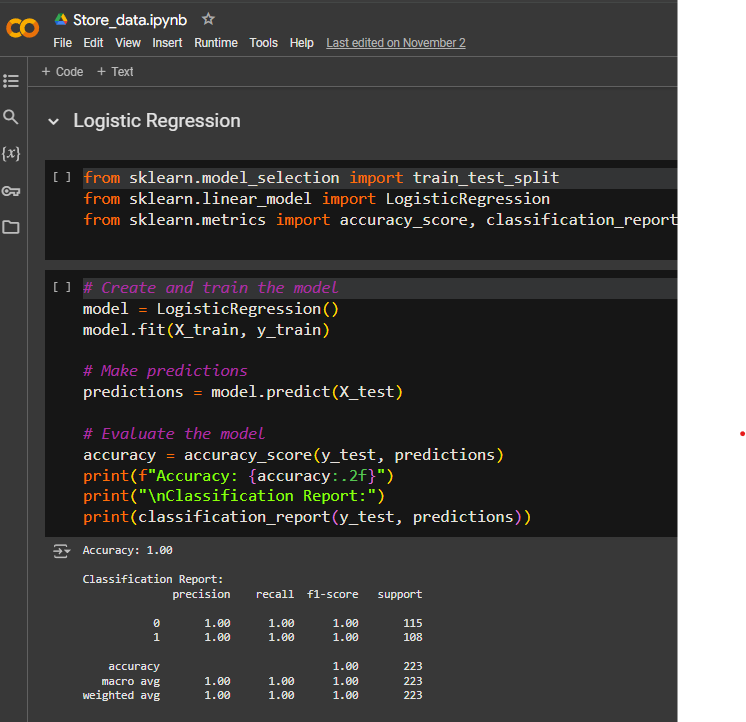 Store_data.ipynb
File Edit View Insert Runtime Tools Help Last edited on November 2
+ Code + Text
Logistic Regression
[ ] from sklearn.model_selection import train_test_split
from sklearn.linear_model import LogisticRegression
from sklearn.metrics import accuracy_score, classification_report
{x}
[ ] # Create and train the model
model = LogisticRegression()
model.fit(X_train, y_train)
# Make predictions
predictions = model.predict(X_test)
# Evaluate the model
accuracy = accuracy_score(y_test, predictions)
print(f"Accuracy: {accuracy:.2f}")
print("\nClassification Report:")
print(classification_report(y_test, predictions))
Accuracy: 1.00
Classification Report:
precision recall f1-score support
0 1.00 1.00 1.00 115
1 1.00 1.00 1.00 108
accuracy 1.00 223
macro avg 1.00 1.00 1.00 223
weighted avg 1.00 1.00 1.00 223